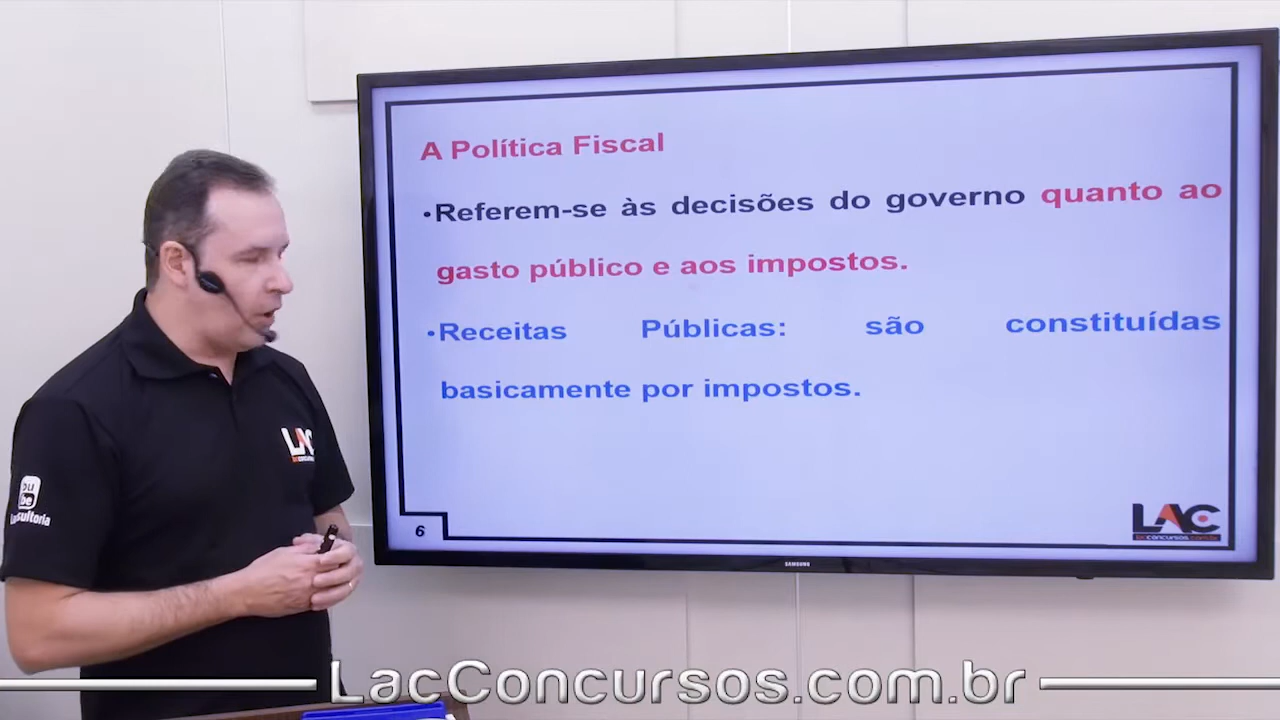 A Política Fiscal
•Referem-se às decisões do governo quanto ao
gasto público e aos impostos.
•Receitas Públicas: são constituídas
basicamente por impostos.
6
LAC
SAMSUNG
LAC
LacConcursos.com.br